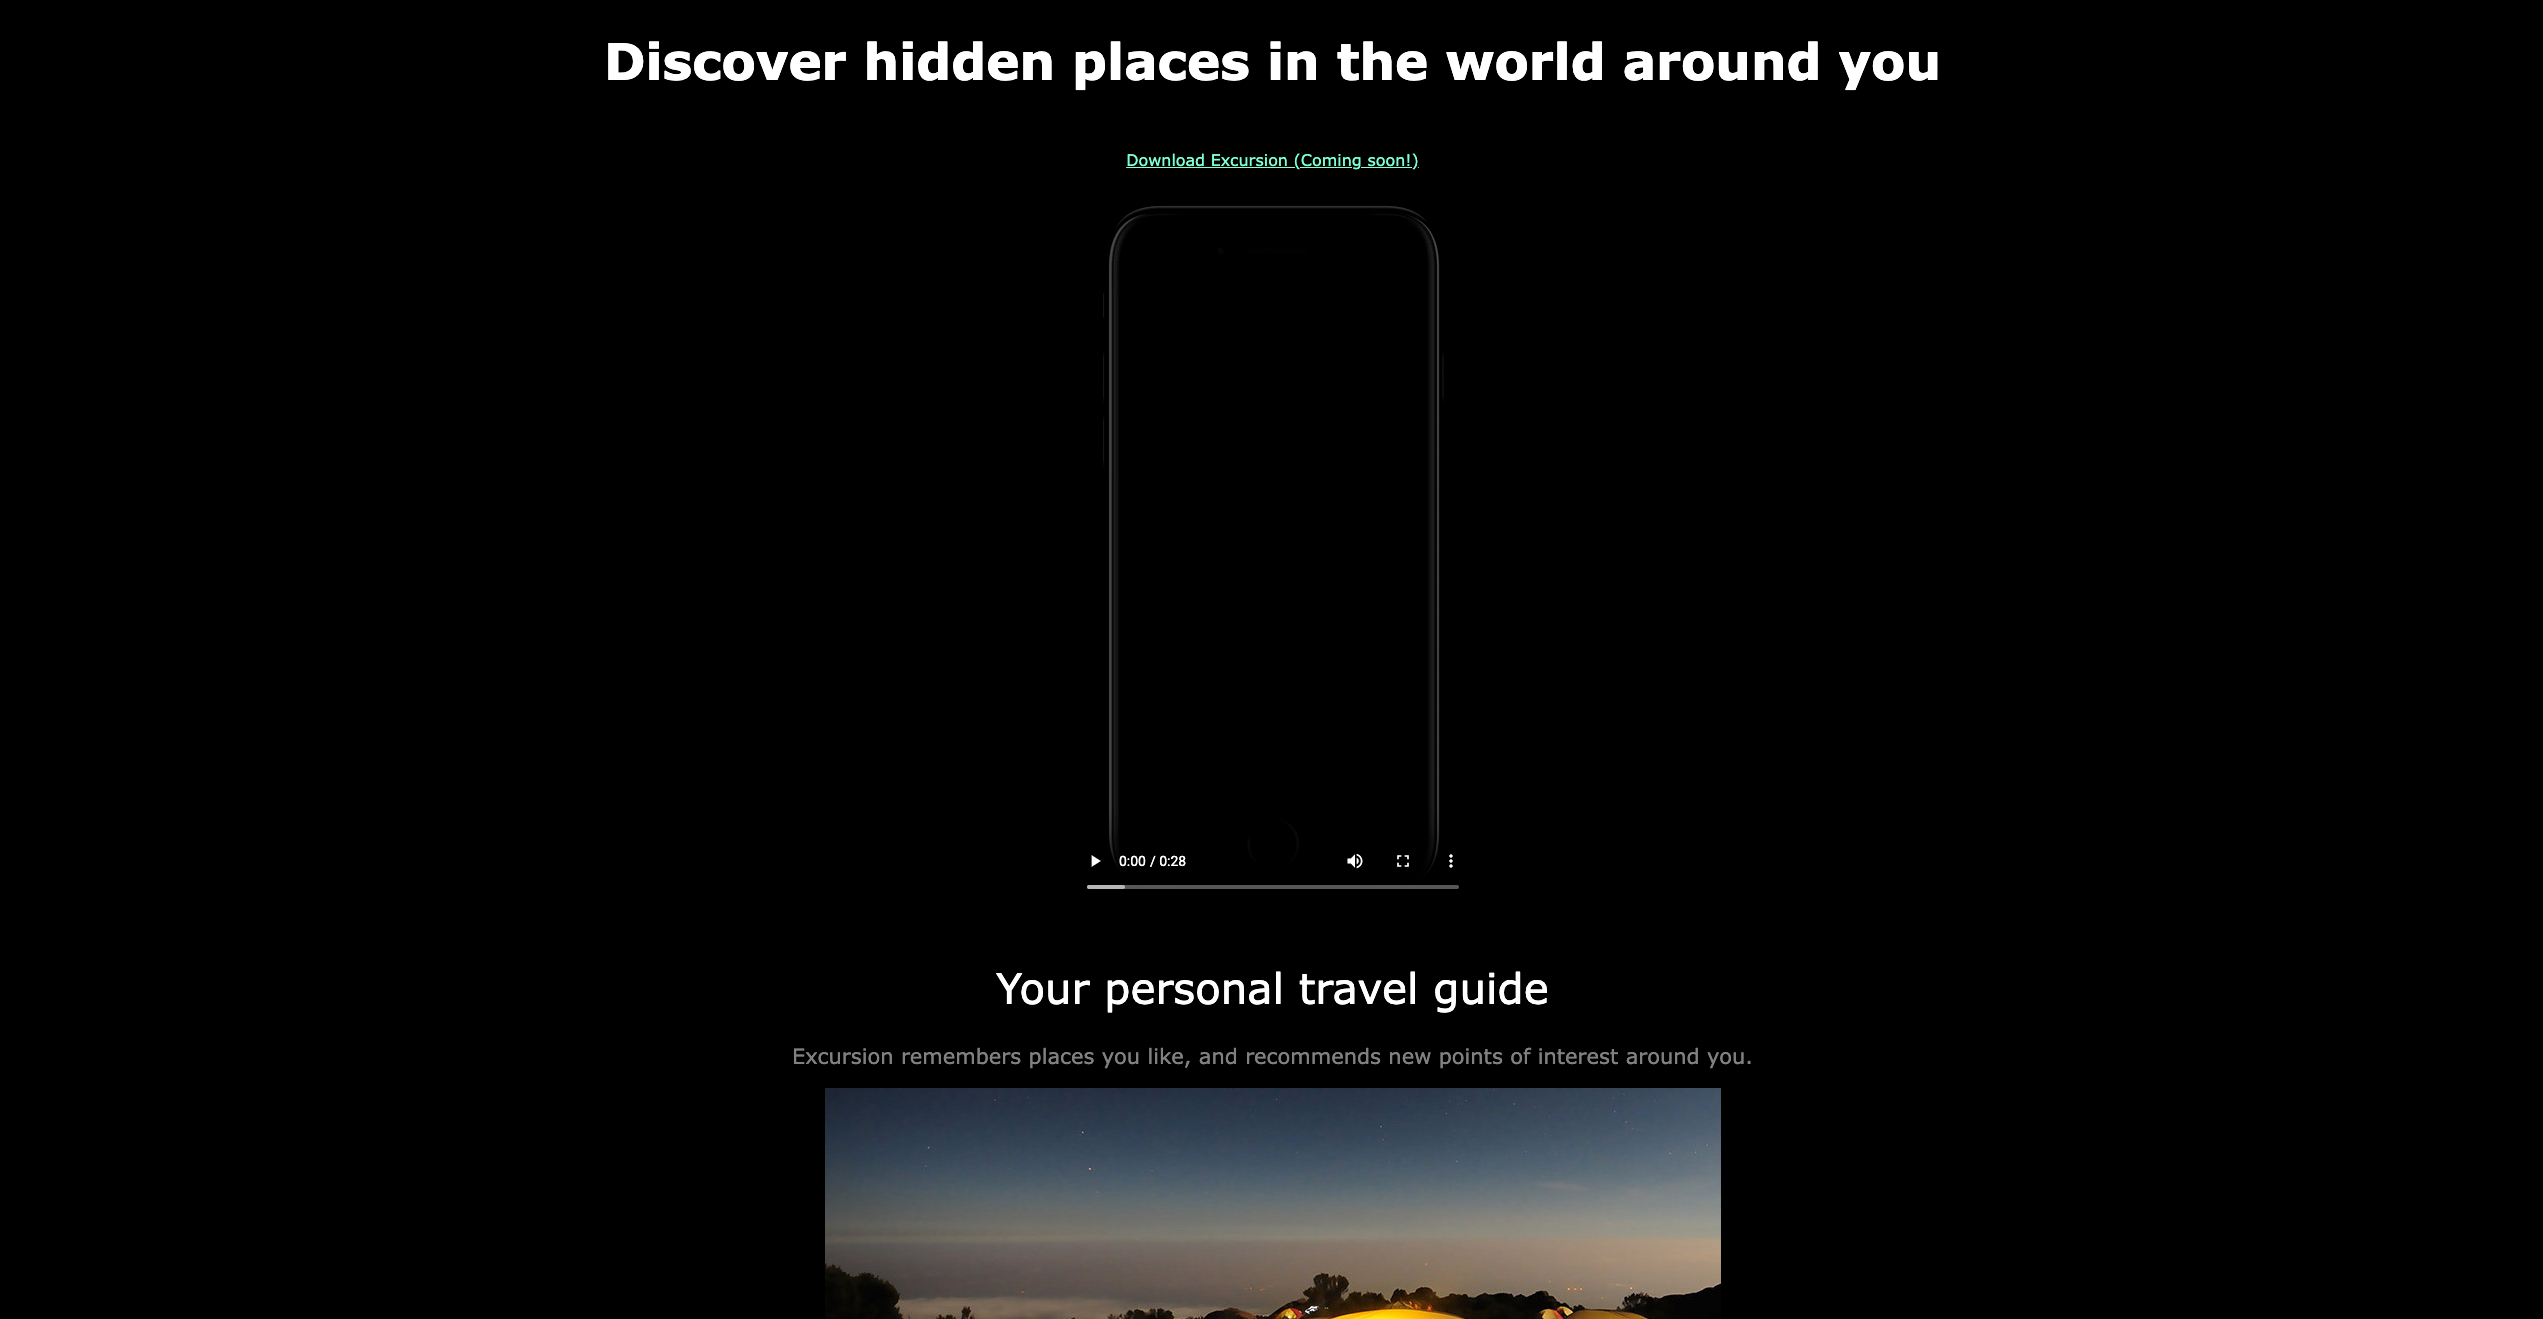 Discover hidden places in the world around you
Download Excursion (Coming soon!)
0:00 / 0:28
Your personal travel guide
Excursion remembers places you like, and recommends new points of interest around you.